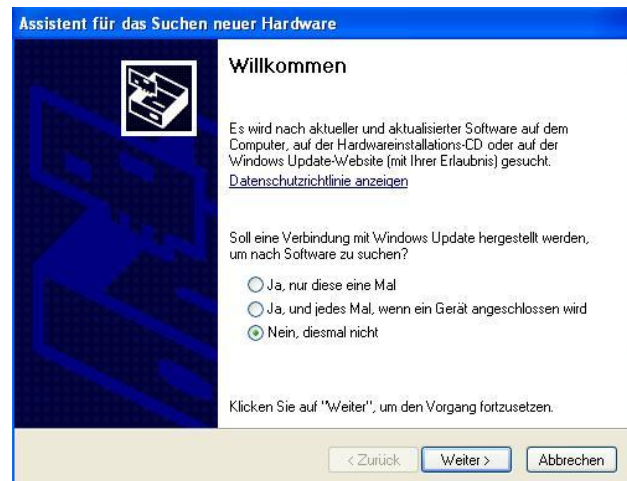 Assistent für das Suchen neuer Hardware
Willkommen
Es wird nach aktueller und aktualisierter Software auf dem
Computer, auf der Hardwareinstallations-CD oder auf der
Windows Update-Website (mit Ihrer Erlaubnis) gesucht.
Datenschutzrichtlinie anzeigen
Soll eine Verbindung mit Windows Update hergestellt werden,
um nach Software zu suchen?
Ja, nur diese eine Mal
Ja, und jedes Mal, wenn ein Gerät angeschlossen wird
Nein, diesmal nicht
Klicken Sie auf "Weiter", um den Vorgang fortzusetzen.
< Zurück Weiter > Abbrechen